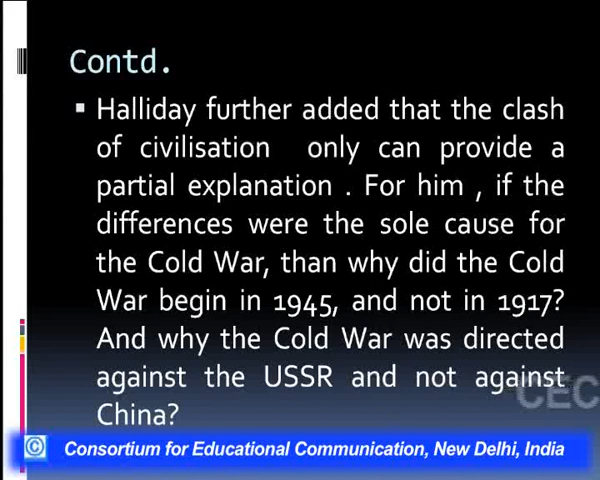 Contd.
▪ Halliday further added that the clash
of civilisation only can provide a
partial explanation . For him , if the
differences were the sole cause for
the Cold War, than why did the Cold
War begin in 1945, and not in 1917?
And why the Cold War was directed
against the USSR and not against
China?
CEC
© Consortium for Educational Communication, New Delhi, India